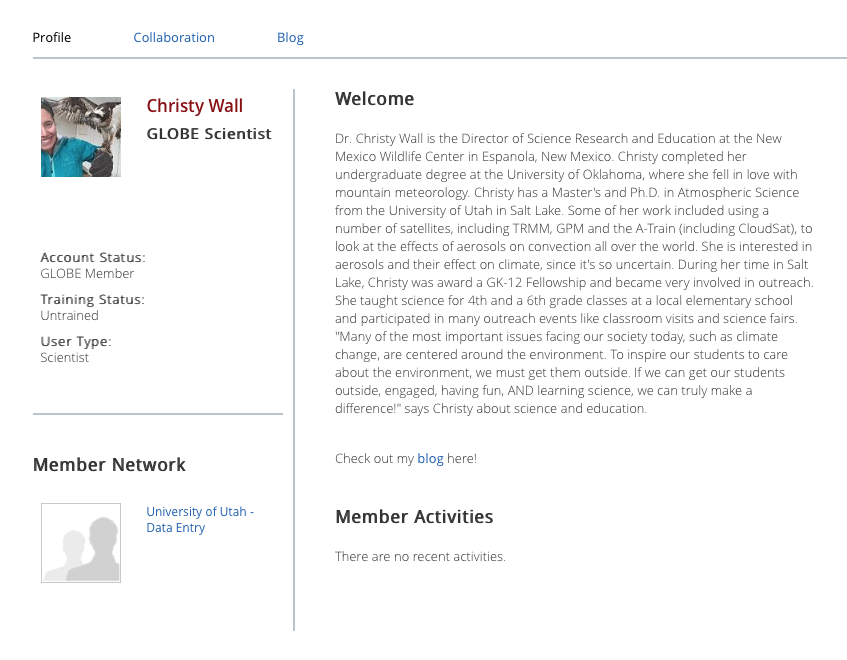 Profile
Collaboration
Blog
Christy Wall
GLOBE Scientist
Account Status:
GLOBE Member
Training Status:
Untrained
User Type:
Scientist
Member Network
University of Utah -
Data Entry
Welcome
Dr. Christy Wall is the Director of Science Research and Education at the New
Mexico Wildlife Center in Espanola, New Mexico. Christy completed her
undergraduate degree at the University of Oklahoma, where she fell in love with
mountain meteorology. Christy has a Master's and Ph.D. in Atmospheric Science
from the University of Utah in Salt Lake. Some of her work included using a
number of satellites, including TRMM, GPM and the A-Train (including CloudSat), to
look at the effects of aerosols on convection all over the world. She is interested in
aerosols and their effect on climate, since it's so uncertain. During her time in Salt
Lake, Christy was award a GK-12 Fellowship and became very involved in outreach.
She taught science for 4th and a 6th grade classes at a local elementary school
and participated in many outreach events like classroom visits and science fairs.
"Many of the most important issues facing our society today, such as climate
change, are centered around the environment. To inspire our students to care
about the environment, we must get them outside. If we can get our students
outside, engaged, having fun, AND learning science, we can truly make a
difference!" says Christy about science and education.
Check out my blog here!
Member Activities
There are no recent activities.